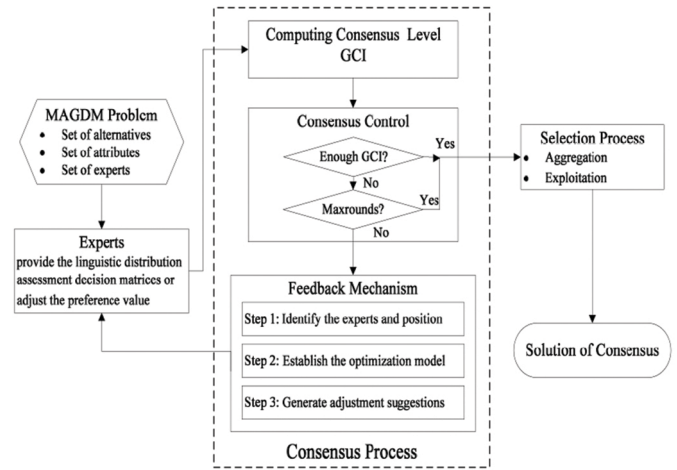 Computing Consensus Level
GCI
MAGDM Problem
• Set of alternatives
• Set of attributes
• Set of experts
Consensus Control
Enough GCI?
Yes
No
Maxrounds?
Yes
No
Selection Process
• Aggregation
• Exploitation
Experts
provide the linguistic distribution
assessment decision matrices or
adjust the preference value
Feedback Mechanism
Step 1: Identify the experts and position
Step 2: Establish the optimization model
Step 3: Generate adjustment suggestions
Solution of Consensus
Consensus Process